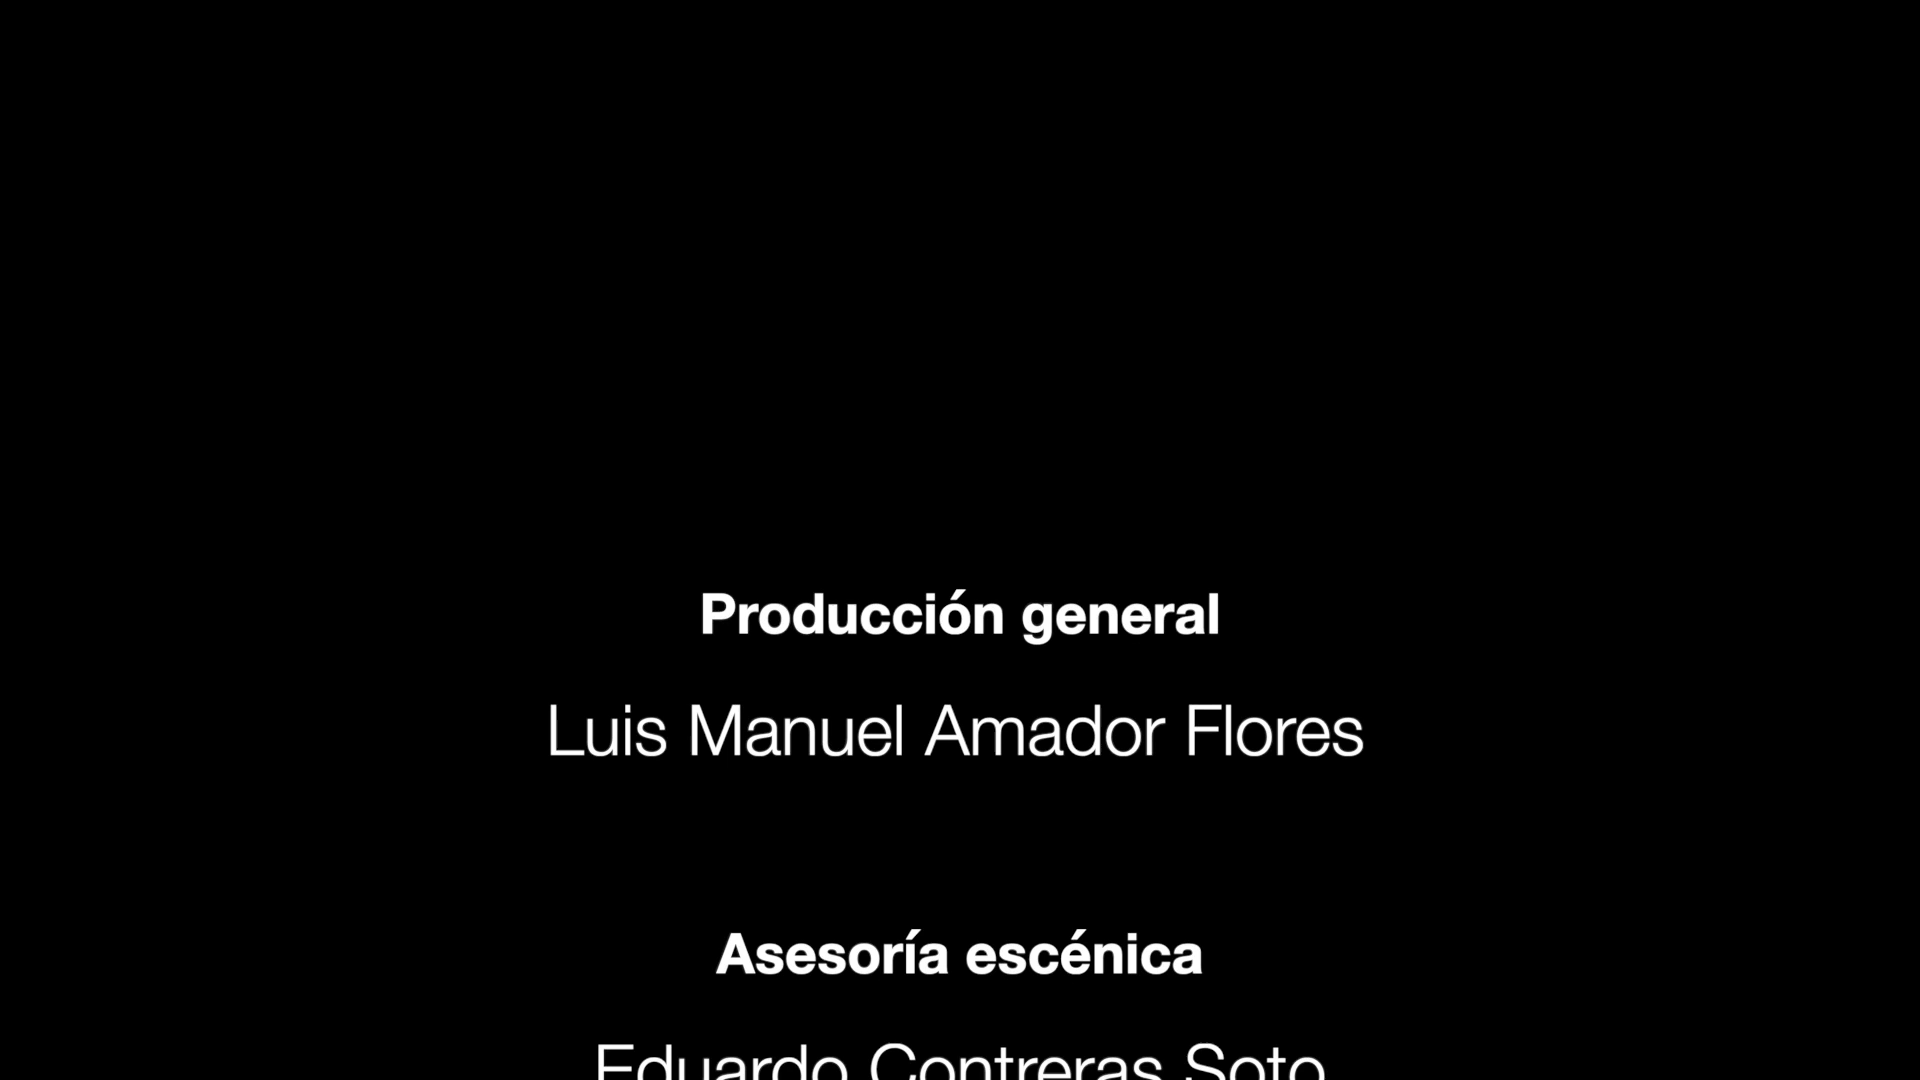 Producción general
Luis Manuel Amador Flores
Asesoría escénica
Eduardo Contreras Soto